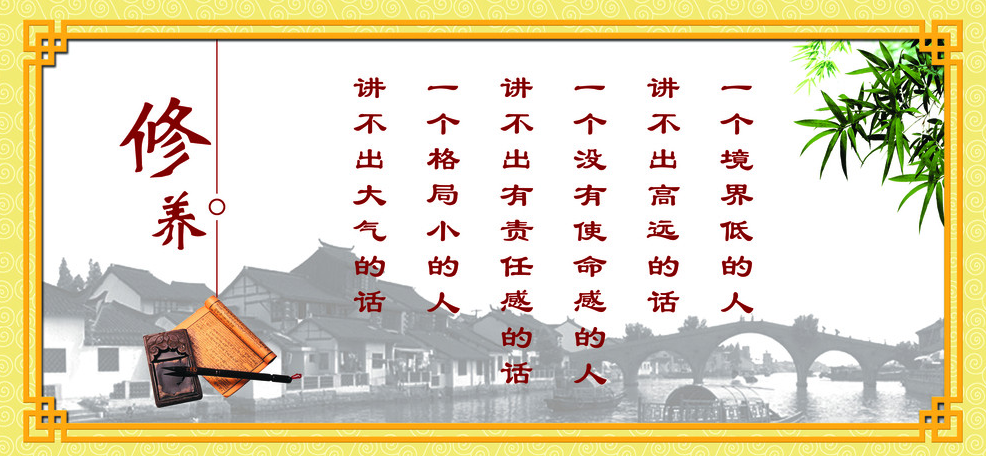 一个境界低的人
讲不出高远的话
一个没有使命感的人
讲不出有责任感的话
一个格局小的人
讲不出大气的话
修养